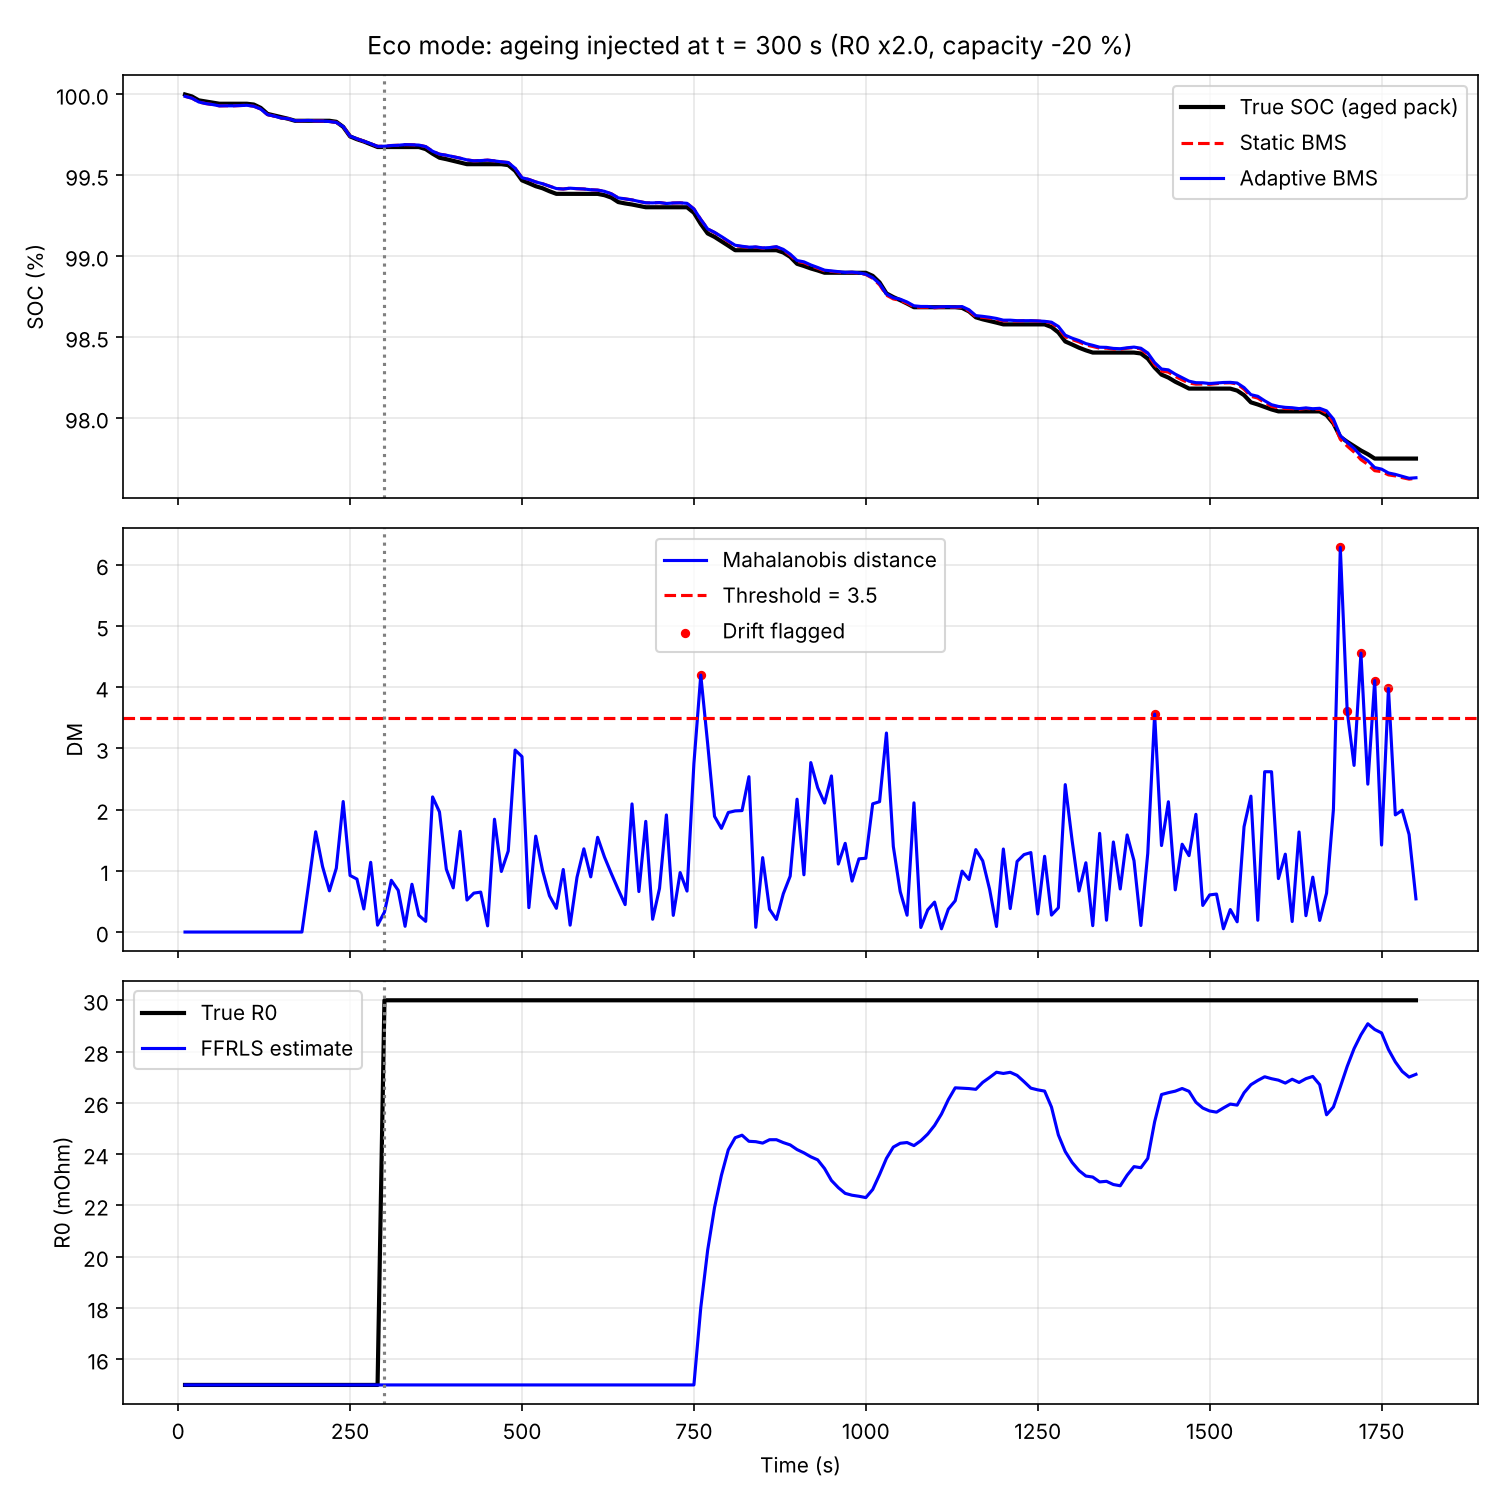 Eco mode: ageing injected at t = 300 s (R0 x2.0, capacity -20 %)
True SOC (aged pack)
Static BMS
Adaptive BMS
SOC (%)
100.0
99.5
99.0
98.5
98.0
Mahalanobis distance
Threshold = 3.5
Drift flagged
DM
6
5
4
3
2
1
0
True R0
FFRLS estimate
R0 (mOhm)
30
28
26
24
22
20
18
16
0 250 500 750 1000 1250 1500 1750
Time (s)